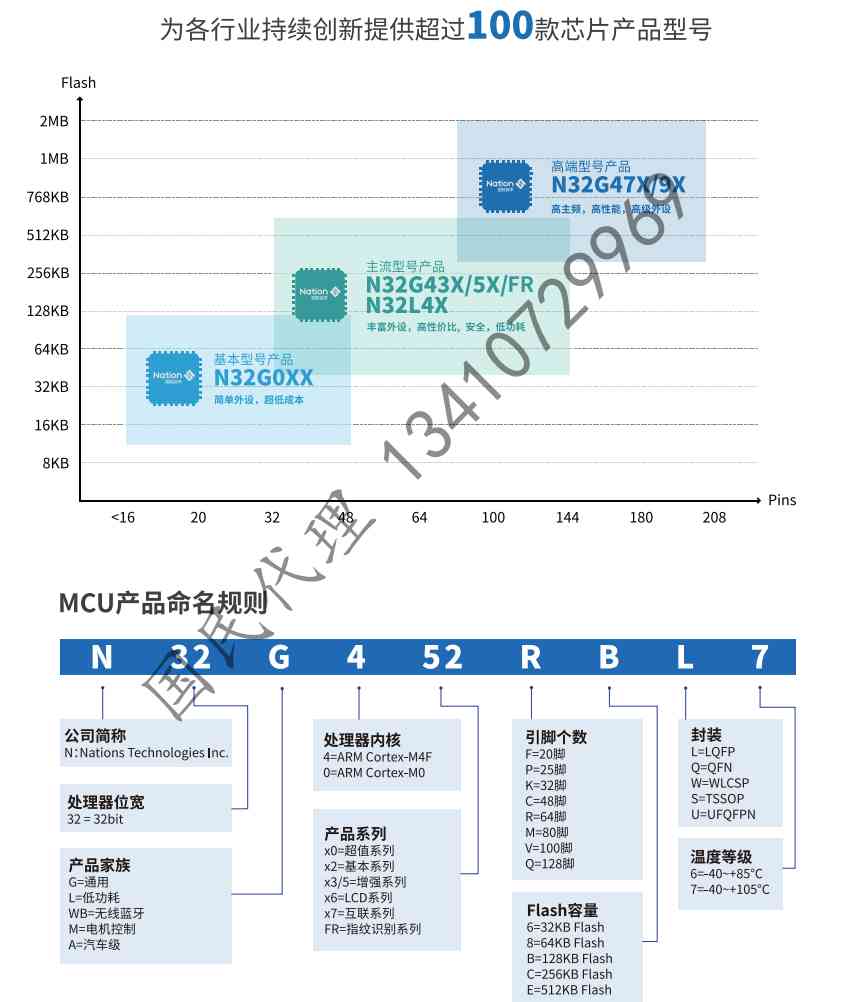 为各行业持续创新提供超过100款芯片产品型号
Flash
2MB
1MB
768KB
512KB
256KB
128KB
64KB
32KB
16KB
8KB
Nation
高端型号产品
N32G47X/9X
高主频，高性能，高级外设
Nation
主流型号产品
N32G43X/5X/FR
N32L4X
丰富外设，高性价比，安全，低功耗
Nation
基本型号产品
N32G0XX
简单外设，超低成本
<16 20 32 48 64 100 144 180 208
Pins
国民代理 13410729969
MCU产品命名规则
N 32 G 4 52 R B L 7
公司简称
N：Nations Technologies Inc.
处理器位宽
32 = 32bit
产品家族
G=通用
L=低功耗
WB=无线蓝牙
M=电机控制
A=汽车级
处理器内核
4=ARM Cortex-M4F
0=ARM Cortex-M0
产品系列
x0=超值系列
x2=基本系列
x3/5=增强系列
x6=LCD系列
x7=互联系列
FR=指纹识别系列
引脚个数
F=20脚
P=25脚
K=32脚
C=48脚
R=64脚
M=80脚
V=100脚
Q=128脚
Flash容量
6=32KB Flash
8=64KB Flash
B=128KB Flash
C=256KB Flash
E=512KB Flash
封装
L=LQFP
Q=QFN
W=WLCSP
S=TSSOP
U=UFQFPN
温度等级
6=-40~+85°C
7=-40~+105°C